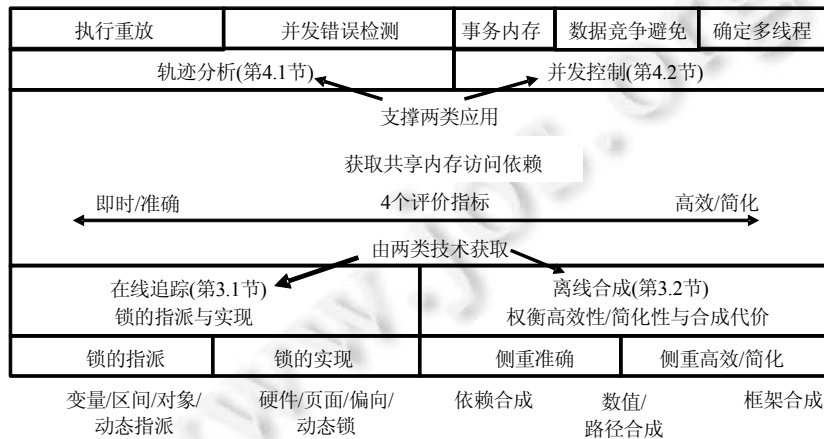 执行重放 并发错误检测 事务内存 数据竞争避免 确定多线程
轨迹分析(第4.1节) 并发控制(第4.2节)
支撑两类应用
获取共享内存访问依赖
即时/准确 4个评价指标 高效/简化
由两类技术获取
在线追踪(第3.1节) 离线合成(第3.2节)
锁的指派与实现 权衡高效性/简化性与合成代价
锁的指派 锁的实现 侧重准确 侧重高效/简化
变量/区间/对象/ 硬件/页面/偏向/ 依赖合成 数值/ 框架合成
动态指派 动态锁 路径合成